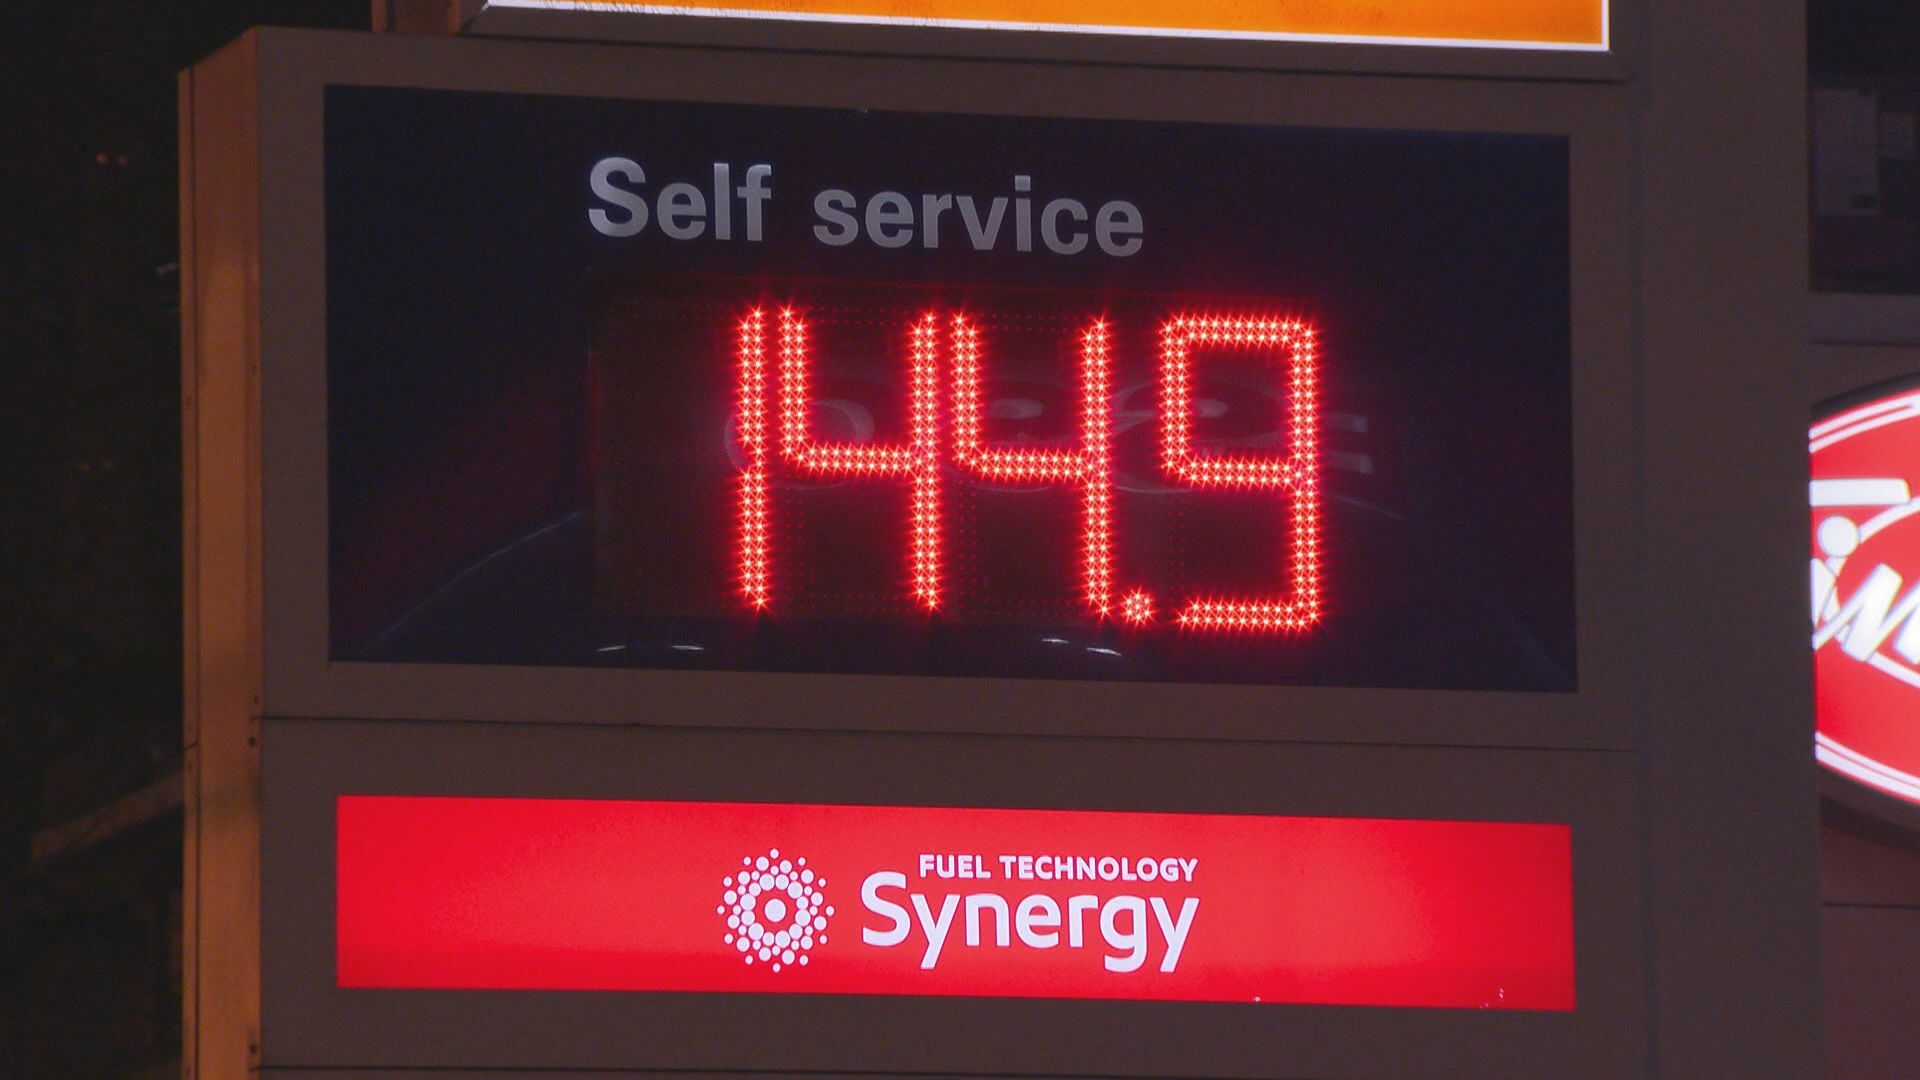 Self service
144.9
FUEL TECHNOLOGY
Synergy